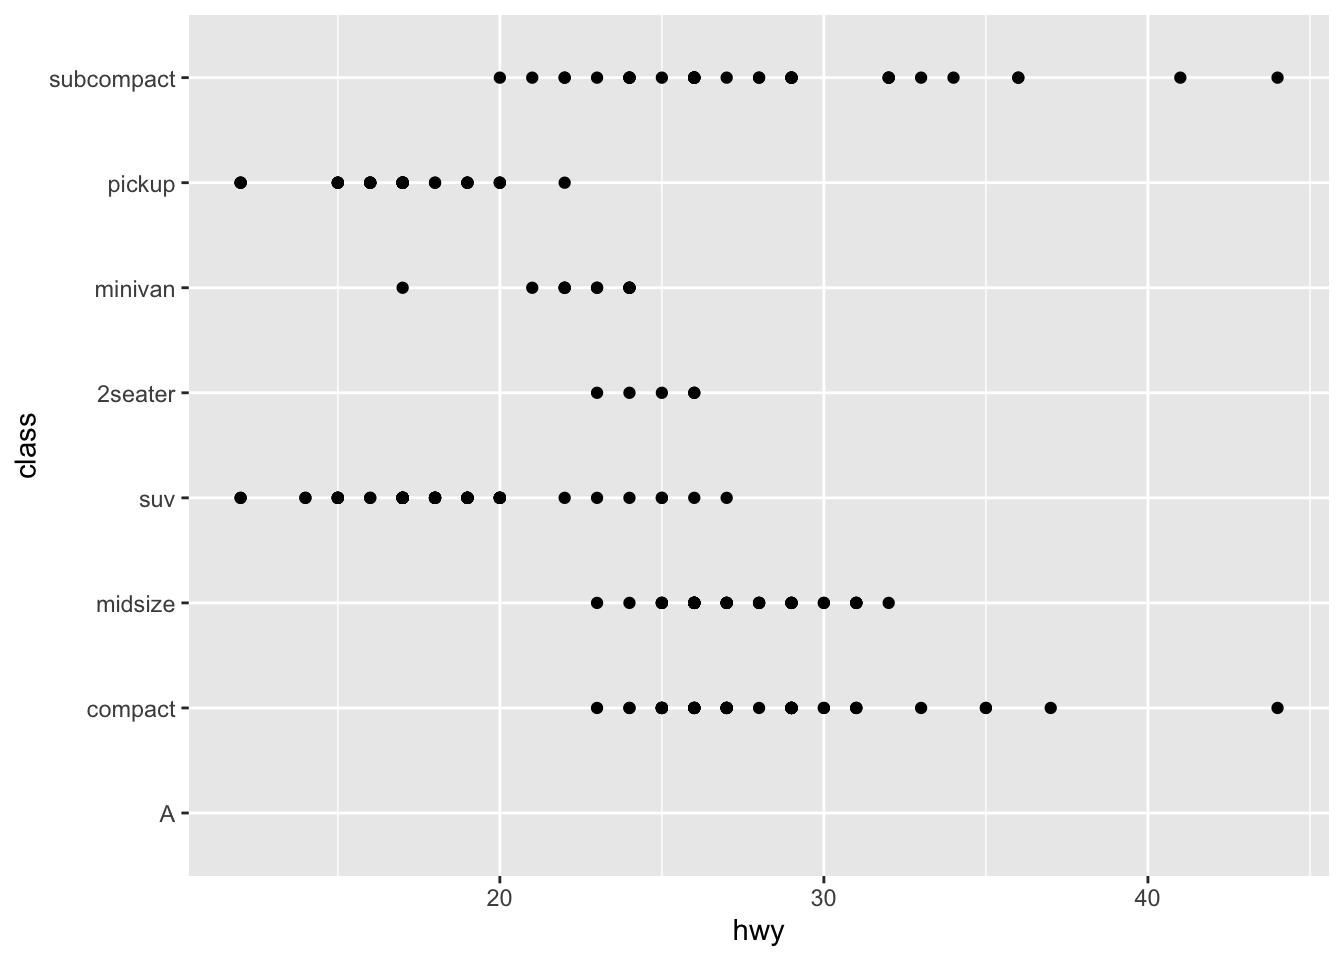 subcompact
pickup
minivan
2seater
suv
midsize
compact
A
class
20 30 40
hwy